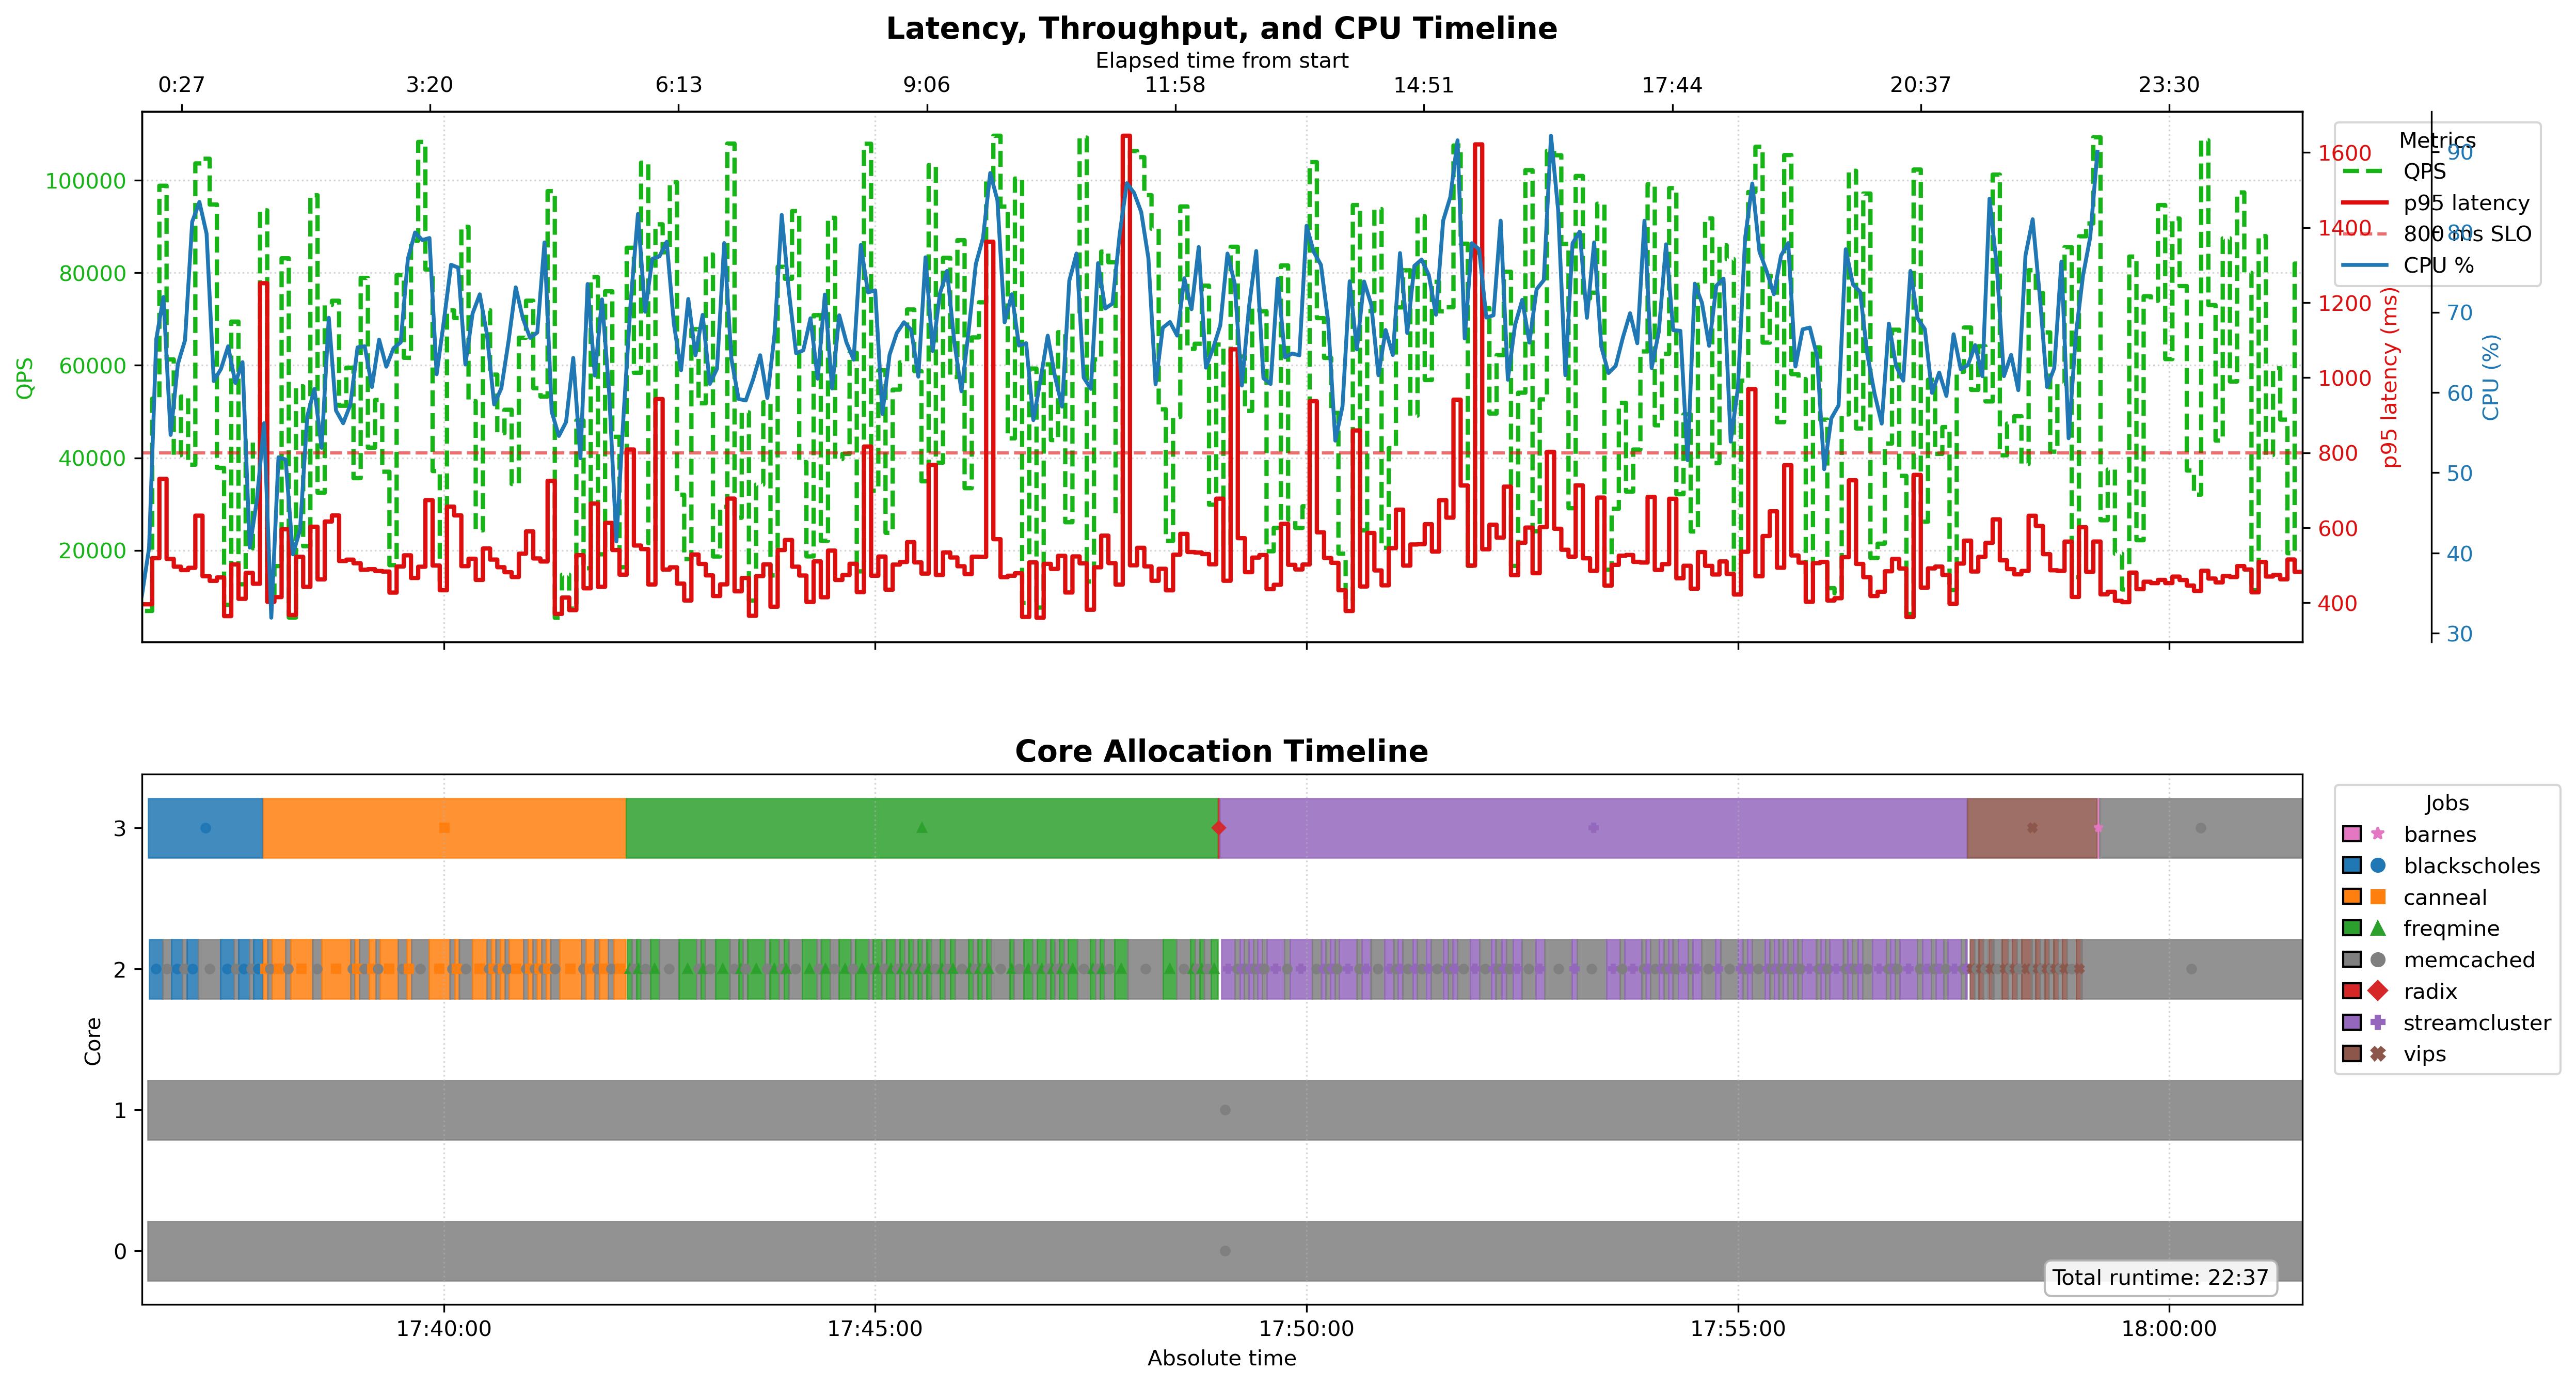 Latency, Throughput, and CPU Timeline
Elapsed time from start
0:27 3:20 6:13 9:06 11:58 14:51 17:44 20:37 23:30
QPS
100000
80000
60000
40000
20000
1600
1400
1200
1000
800
600
400
p95 latency (ms)
90
80
70
60
50
40
30
CPU (%)
Metrics
QPS
p95 latency
800 ms SLO
CPU %
Core Allocation Timeline
Core
3
2
1
0
Total runtime: 22:37
17:40:00 17:45:00 17:50:00 17:55:00 18:00:00
Absolute time
Jobs
barnes
blackscholes
canneal
freqmine
memcached
radix
streamcluster
vips